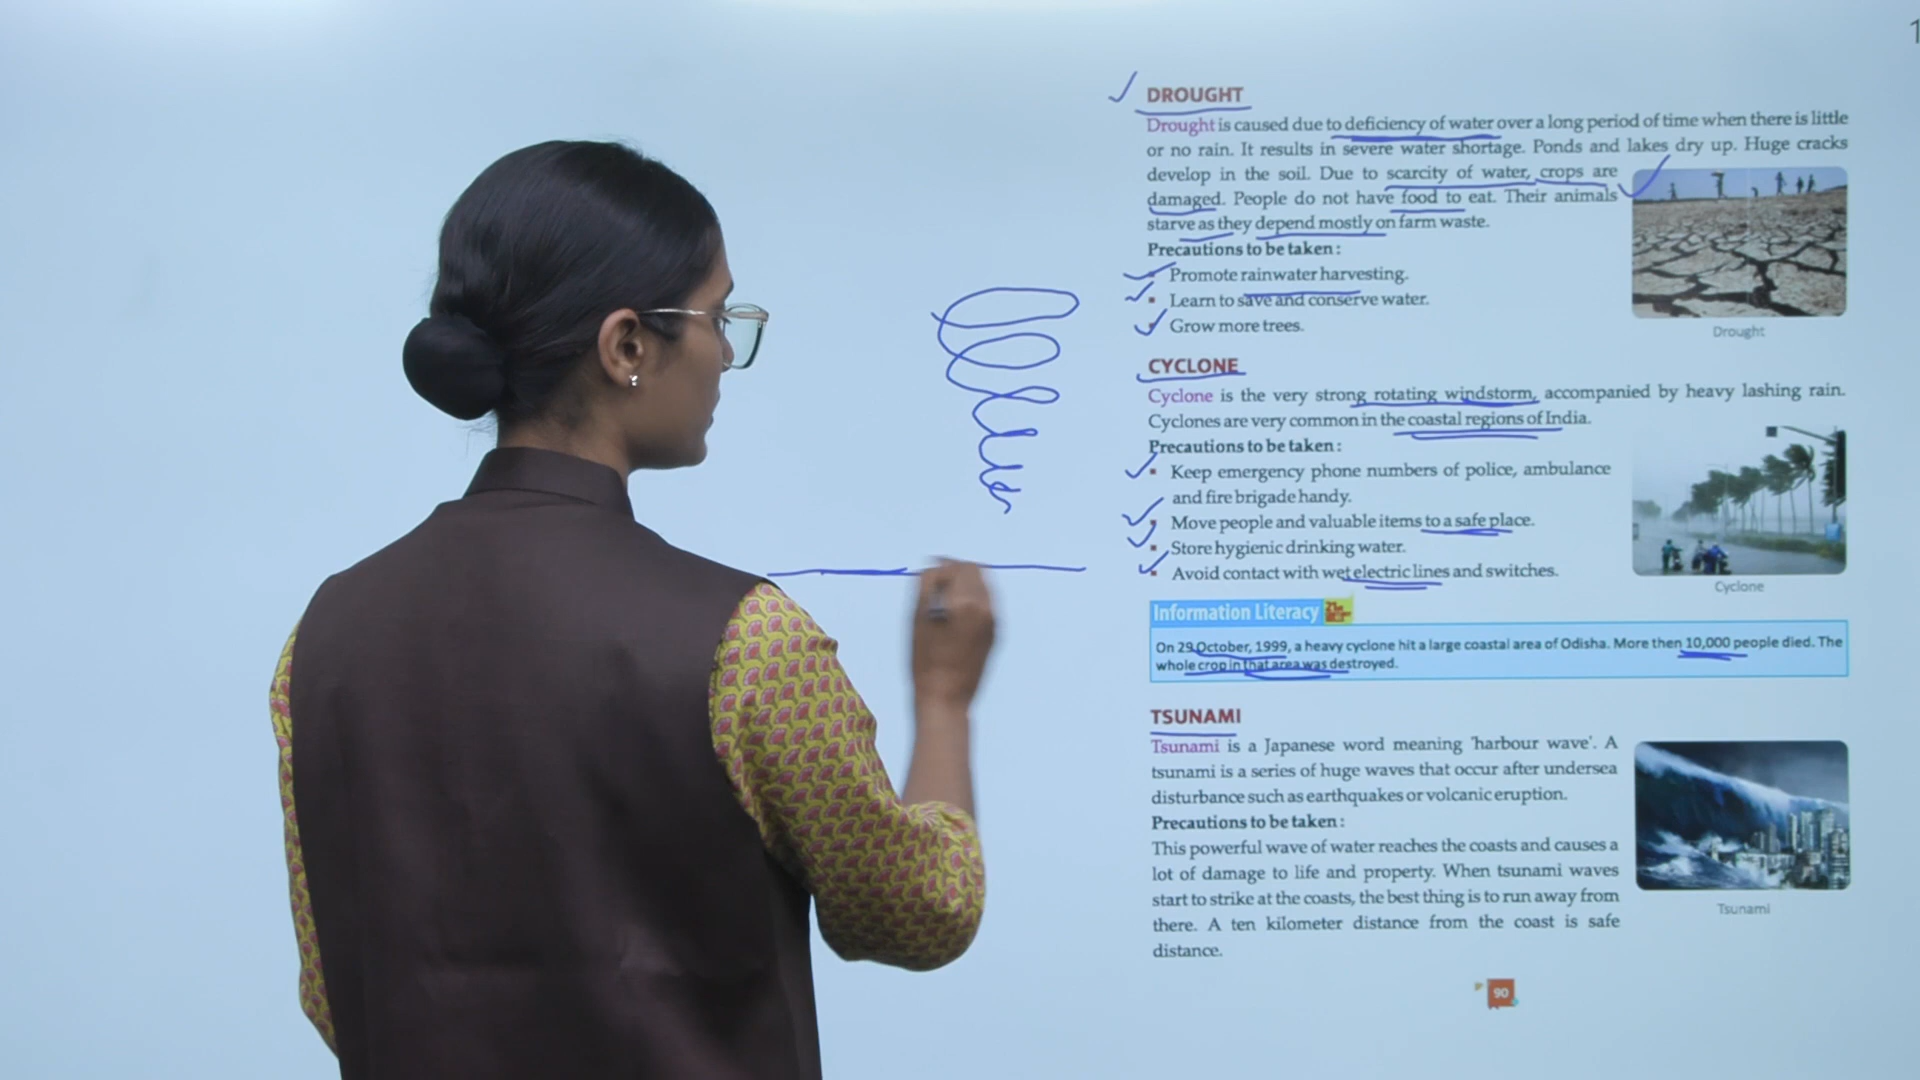 1
DROUGHT
Drought is caused due to deficiency of water over a long period of time when there is little
or no rain. It results in severe water shortage. Ponds and lakes dry up. Huge cracks
develop in the soil. Due to scarcity of water, crops are
damaged. People do not have food to eat. Their animals
starve as they depend mostly on farm waste.
Precautions to be taken :
Promote rainwater harvesting.
▪ Learn to save and conserve water.
▪ Grow more trees.
Drought
CYCLONE
Cyclone is the very strong rotating windstorm, accompanied by heavy lashing rain.
Cyclones are very common in the coastal regions of India.
Precautions to be taken :
▪ Keep emergency phone numbers of police, ambulance
and fire brigade handy.
▪ Move people and valuable items to a safe place.
▪ Store hygienic drinking water.
▪ Avoid contact with wet electric lines and switches.
Cyclone
Information Literacy
On 29 October, 1999, a heavy cyclone hit a large coastal area of Odisha. More then 10,000 people died. The
whole crop in that area was destroyed.
TSUNAMI
Tsunami is a Japanese word meaning 'harbour wave'. A
tsunami is a series of huge waves that occur after undersea
disturbance such as earthquakes or volcanic eruption.
Precautions to be taken :
This powerful wave of water reaches the coasts and causes a
lot of damage to life and property. When tsunami waves
start to strike at the coasts, the best thing is to run away from
there. A ten kilometer distance from the coast is safe
distance.
Tsunami
90